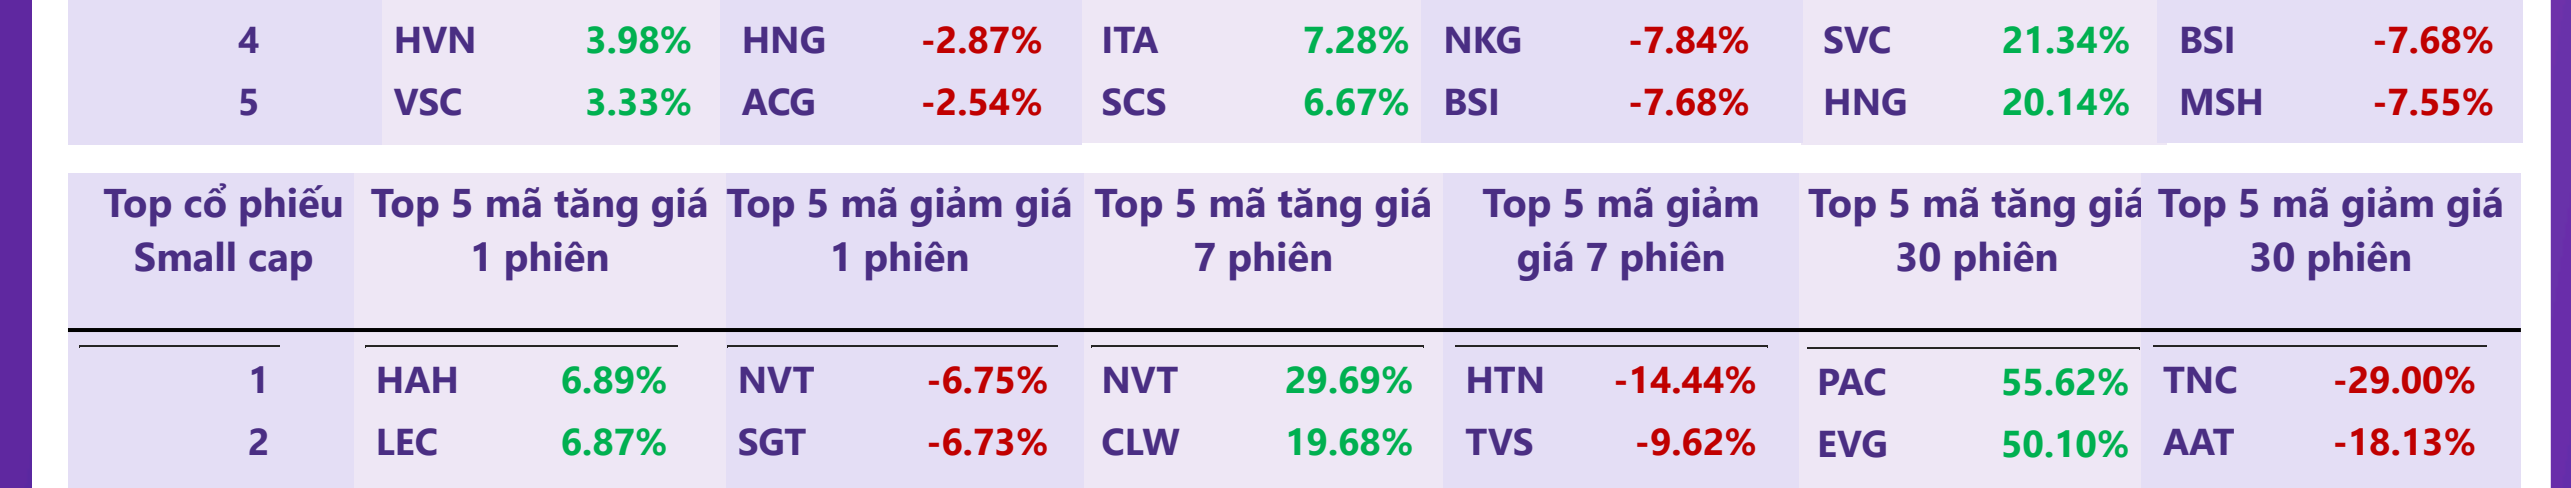 4 HVN 3.98% HNG -2.87% ITA 7.28% NKG -7.84% SVC 21.34% BSI -7.68%
5 VSC 3.33% ACG -2.54% SCS 6.67% BSI -7.68% HNG 20.14% MSH -7.55%
Top cổ phiếu Top 5 mã tăng giá Top 5 mã giảm giá Top 5 mã tăng giá Top 5 mã giảm Top 5 mã tăng giá Top 5 mã giảm giá
Small cap 1 phiên 1 phiên 7 phiên giá 7 phiên 30 phiên 30 phiên
1 HAH 6.89% NVT -6.75% NVT 29.69% HTN -14.44% PAC 55.62% TNC -29.00%
2 LEC 6.87% SGT -6.73% CLW 19.68% TVS -9.62% EVG 50.10% AAT -18.13%